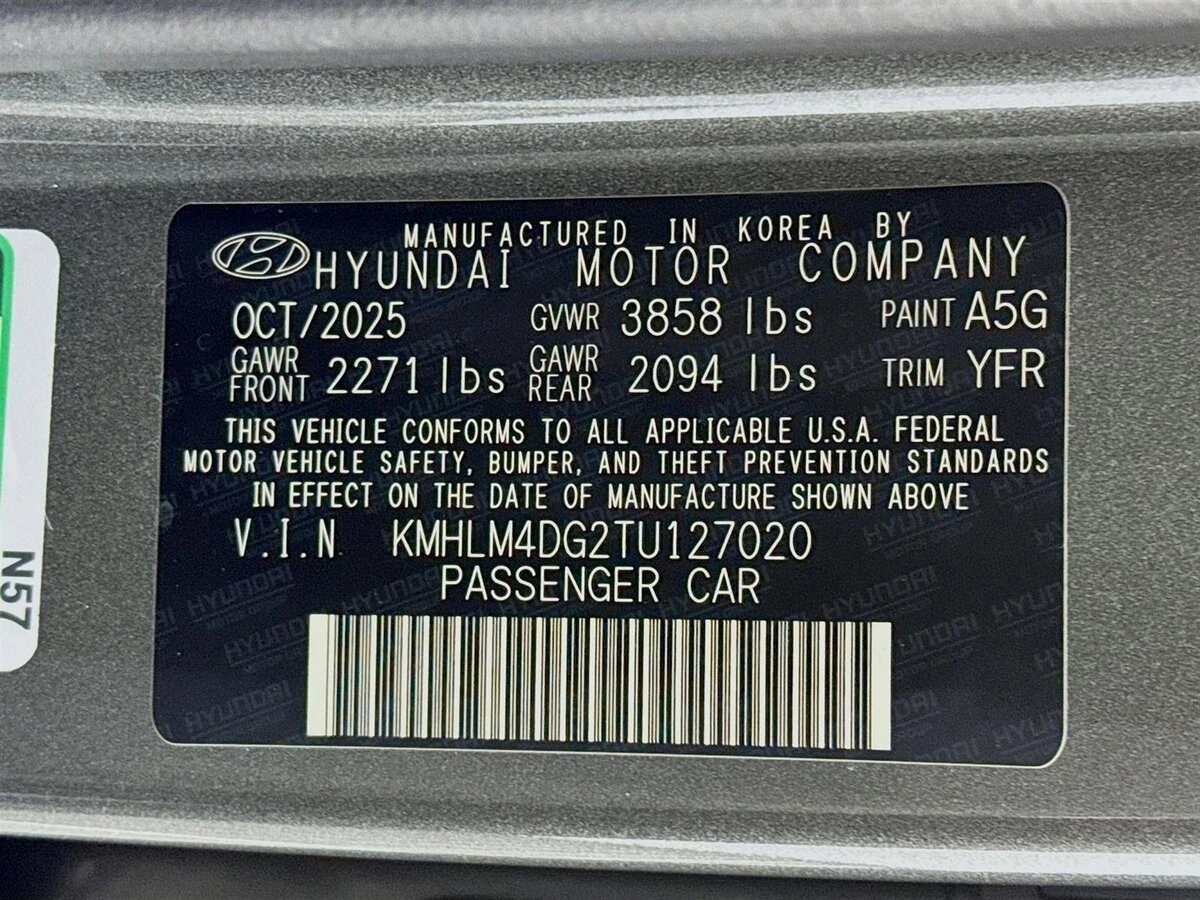 MANUFACTURED IN KOREA BY
HYUNDAI MOTOR COMPANY
OCT/2025 GVWR 3858 lbs PAINT A5G
GAWR FRONT 2271 lbs GAWR REAR 2094 lbs TRIM YFR
THIS VEHICLE CONFORMS TO ALL APPLICABLE U.S.A. FEDERAL
MOTOR VEHICLE SAFETY, BUMPER, AND THEFT PREVENTION STANDARDS
IN EFFECT ON THE DATE OF MANUFACTURE SHOWN ABOVE
V.I.N KMHLM4DG2TU127020
PASSENGER CAR
N57